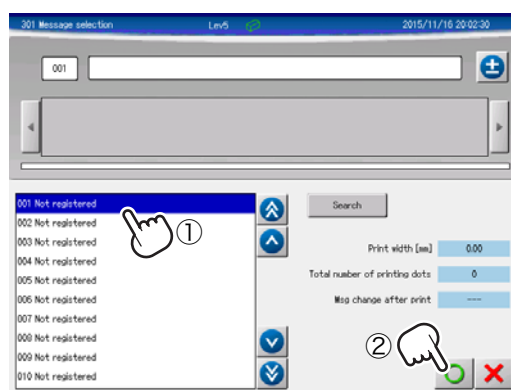 301 Message selection Lev5 2015/11/16 20:02:30
001
001 Not registered
002 Not registered
003 Not registered
004 Not registered
005 Not registered
006 Not registered
007 Not registered
008 Not registered
009 Not registered
010 Not registered
①
Search
Print width [mm] 0.00
Total number of printing dots 0
Msg change after print ---
②